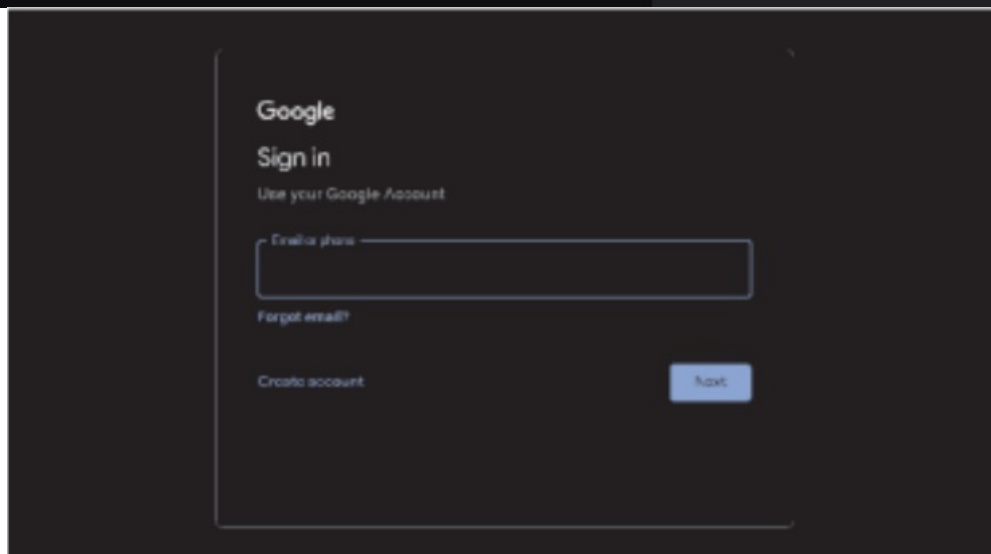 Google
Sign in
Use your Google Account
Email or phone
Forgot email?
Create account
Next